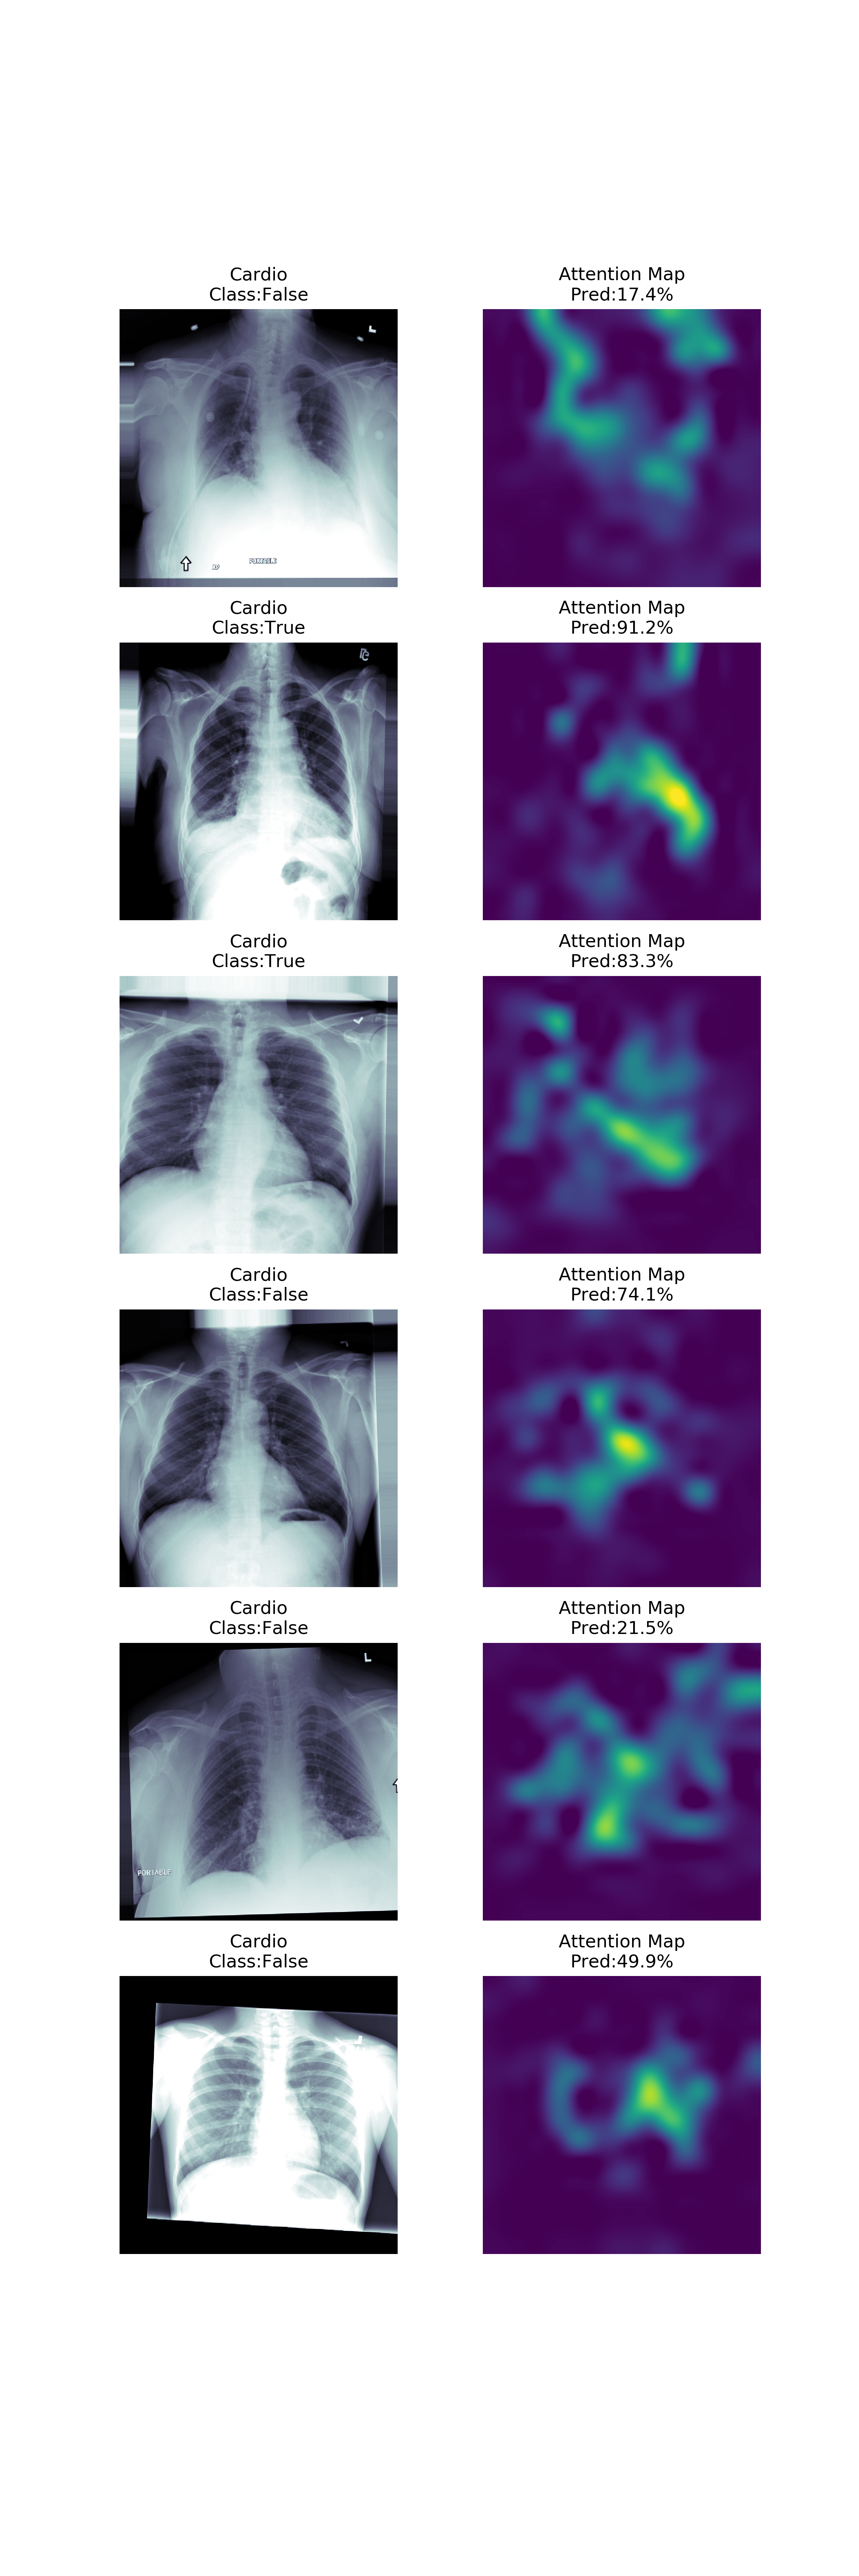 Cardio
Class:False
Attention Map
Pred:17.4%
L
PORTABLE
Cardio
Class:True
Attention Map
Pred:91.2%
Cardio
Class:True
Attention Map
Pred:83.3%
Cardio
Class:False
Attention Map
Pred:74.1%
Cardio
Class:False
Attention Map
Pred:21.5%
L
PORTABLE
Cardio
Class:False
Attention Map
Pred:49.9%